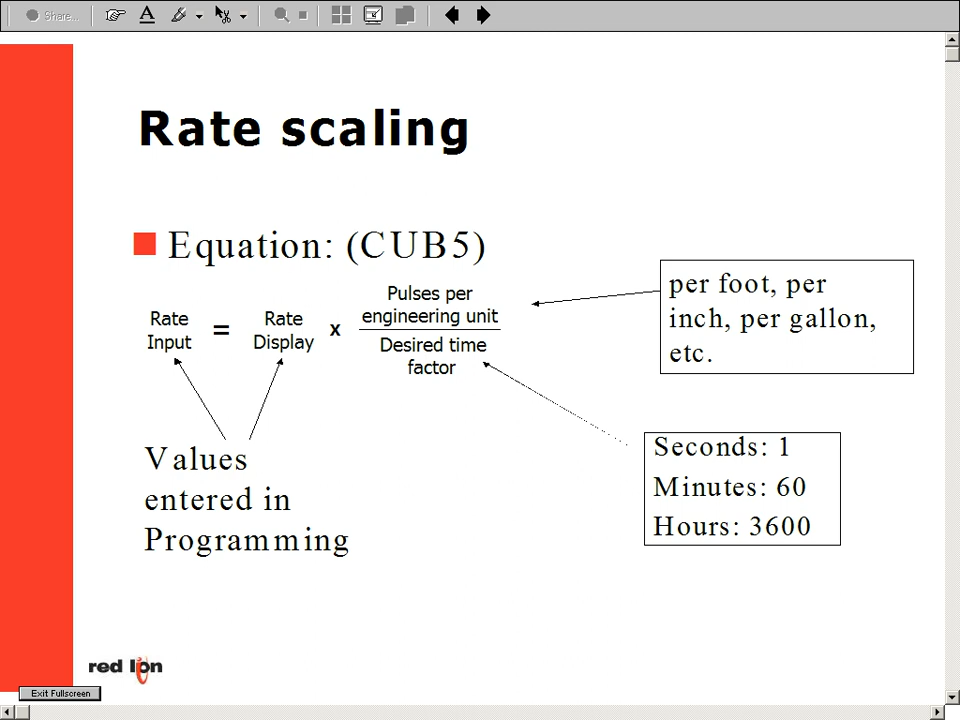 Share...
A
Rate scaling
Equation: (CUB5)
Rate Input = Rate Display x Pulses per engineering unit
Desired time factor
per foot, per
inch, per gallon,
etc.
Values
entered in
Programming
Seconds: 1
Minutes: 60
Hours: 3600
red lion
Exit Fullscreen